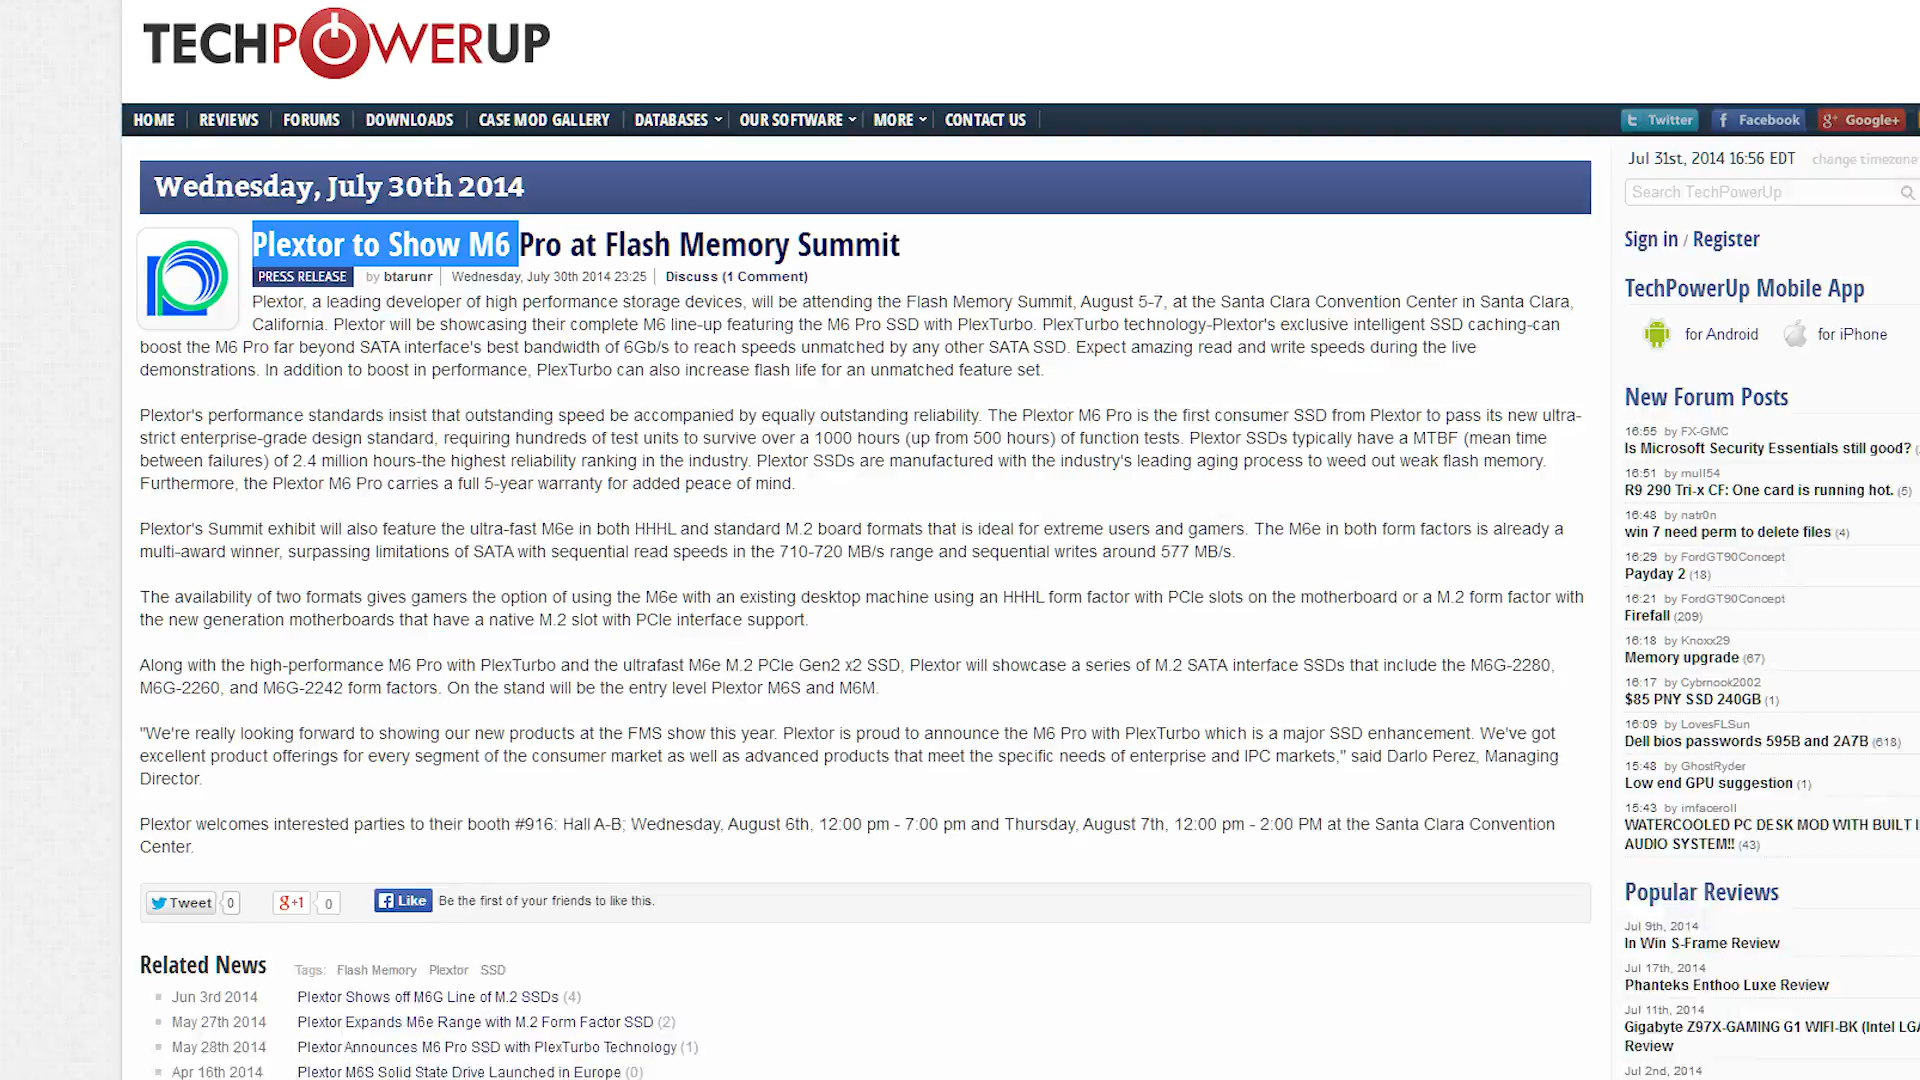 TECHPOWERUP
HOME REVIEWS FORUMS DOWNLOADS CASE MOD GALLERY DATABASES OUR SOFTWARE MORE CONTACT US
Twitter Facebook Google+
Wednesday, July 30th 2014
Plextor to Show M6 Pro at Flash Memory Summit
PRESS RELEASE by btarunr Wednesday, July 30th 2014 23:25 Discuss (1 Comment)
Plextor, a leading developer of high performance storage devices, will be attending the Flash Memory Summit, August 5-7, at the Santa Clara Convention Center in Santa Clara,
California. Plextor will be showcasing their complete M6 line-up featuring the M6 Pro SSD with PlexTurbo. PlexTurbo technology-Plextor's exclusive intelligent SSD caching-can
boost the M6 Pro far beyond SATA interface's best bandwidth of 6Gb/s to reach speeds unmatched by any other SATA SSD. Expect amazing read and write speeds during the live
demonstrations. In addition to boost in performance, PlexTurbo can also increase flash life for an unmatched feature set.
Plextor's performance standards insist that outstanding speed be accompanied by equally outstanding reliability. The Plextor M6 Pro is the first consumer SSD from Plextor to pass its new ultra-
strict enterprise-grade design standard, requiring hundreds of test units to survive over a 1000 hours (up from 500 hours) of function tests. Plextor SSDs typically have a MTBF (mean time
between failures) of 2.4 million hours-the highest reliability ranking in the industry. Plextor SSDs are manufactured with the industry's leading aging process to weed out weak flash memory.
Furthermore, the Plextor M6 Pro carries a full 5-year warranty for added peace of mind.
Plextor's Summit exhibit will also feature the ultra-fast M6e in both HHHL and standard M.2 board formats that is ideal for extreme users and gamers. The M6e in both form factors is already a
multi-award winner, surpassing limitations of SATA with sequential read speeds in the 710-720 MB/s range and sequential writes around 577 MB/s.
The availability of two formats gives gamers the option of using the M6e with an existing desktop machine using an HHHL form factor with PCIe slots on the motherboard or a M.2 form factor with
the new generation motherboards that have a native M.2 slot with PCIe interface support.
Along with the high-performance M6 Pro with PlexTurbo and the ultrafast M6e M.2 PCIe Gen2 x2 SSD, Plextor will showcase a series of M.2 SATA interface SSDs that include the M6G-2280,
M6G-2260, and M6G-2242 form factors. On the stand will be the entry level Plextor M6S and M6M.
"We're really looking forward to showing our new products at the FMS show this year. Plextor is proud to announce the M6 Pro with PlexTurbo which is a major SSD enhancement. We've got
excellent product offerings for every segment of the consumer market as well as advanced products that meet the specific needs of enterprise and IPC markets," said Darlo Perez, Managing
Director.
Plextor welcomes interested parties to their booth #916: Hall A-B; Wednesday, August 6th, 12:00 pm - 7:00 pm and Thursday, August 7th, 12:00 pm - 2:00 PM at the Santa Clara Convention
Center.
Tweet 0 g+1 0 Like Be the first of your friends to like this.
Related News Tags: Flash Memory Plextor SSD
Jun 3rd 2014 Plextor Shows off M6G Line of M.2 SSDs (4)
May 27th 2014 Plextor Expands M6e Range with M.2 Form Factor SSD (2)
May 28th 2014 Plextor Announces M6 Pro SSD with PlexTurbo Technology (1)
Apr 16th 2014 Plextor M6S Solid State Drive Launched in Europe (0)
Jul 31st, 2014 16:56 EDT change timezone
Search TechPowerUp
Sign in / Register
TechPowerUp Mobile App
for Android for iPhone
New Forum Posts
16:55 by FX-GMC
Is Microsoft Security Essentials still good?
16:51 by mull54
R9 290 Tri-x CF: One card is running hot. (5)
16:48 by natr0n
win 7 need perm to delete files (4)
16:29 by FordGT90Concept
Payday 2 (18)
16:21 by FordGT90Concept
Firefall (209)
16:18 by Knoxx29
Memory upgrade (67)
16:17 by Cybrnook2002
$85 PNY SSD 240GB (1)
16:09 by LovesFLSun
Dell bios passwords 595B and 2A7B (618)
15:48 by GhostRyder
Low end GPU suggestion (1)
15:43 by imfaceroll
WATERCOOLED PC DESK MOD WITH BUILT
AUDIO SYSTEM!! (43)
Popular Reviews
Jul 9th, 2014
In Win S-Frame Review
Jul 17th, 2014
Phanteks Enthoo Luxe Review
Jul 11th, 2014
Gigabyte Z97X-GAMING G1 WIFI-BK (Intel
Review
Jul 2nd, 2014